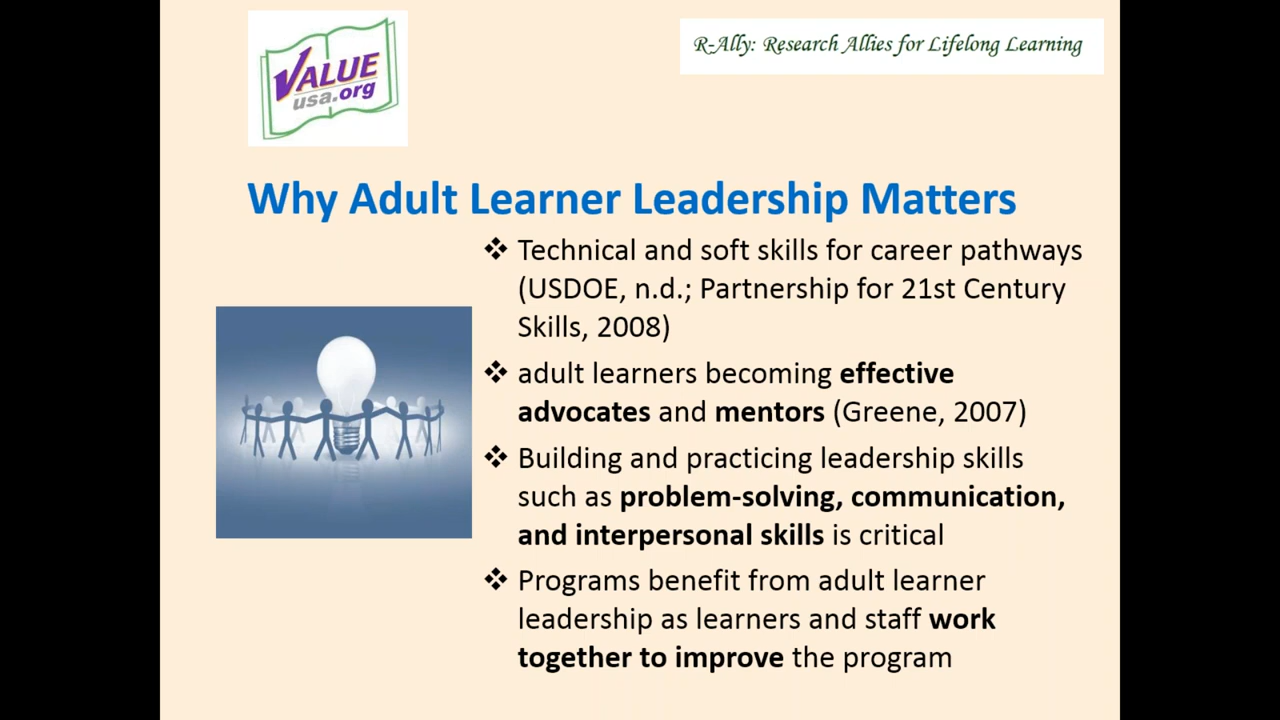 VALUE
usa.org
R-Ally: Research Allies for Lifelong Learning
Why Adult Learner Leadership Matters
❖ Technical and soft skills for career pathways
(USDOE, n.d.; Partnership for 21st Century
Skills, 2008)
❖ adult learners becoming effective
advocates and mentors (Greene, 2007)
❖ Building and practicing leadership skills
such as problem-solving, communication,
and interpersonal skills is critical
❖ Programs benefit from adult learner
leadership as learners and staff work
together to improve the program